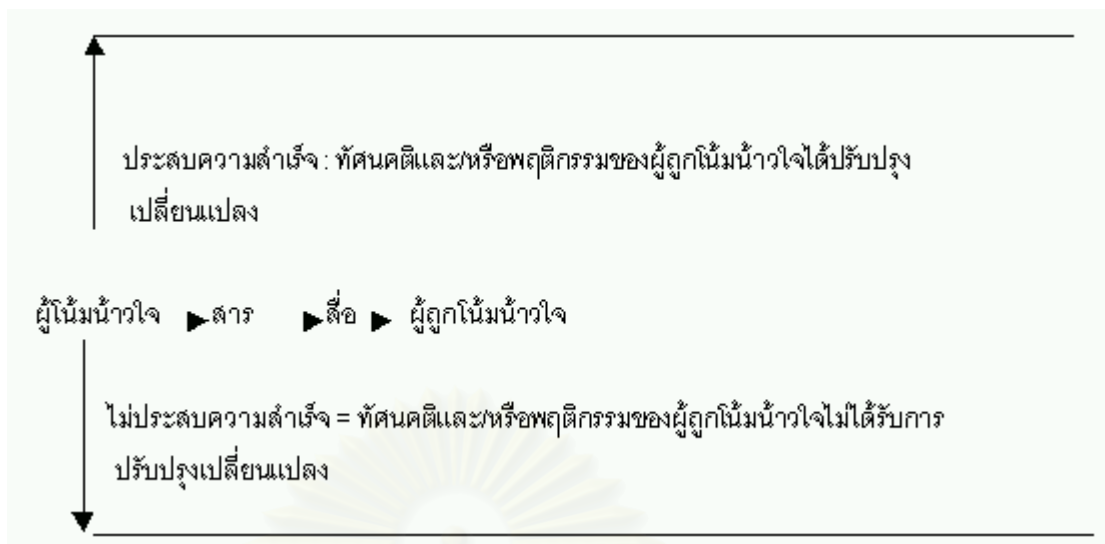 ประสบความสำเร็จ : ทัศนคติและ/หรือพฤติกรรมของผู้ถูกโน้มน้าวใจได้ปรับปรุง
เปลี่ยนแปลง
ผู้โน้มน้าวใจ ▶สาร ▶สื่อ ▶ ผู้ถูกโน้มน้าวใจ
ไม่ประสบความสำเร็จ = ทัศนคติและ/หรือพฤติกรรมของผู้ถูกโน้มน้าวใจไม่ได้รับการ
ปรับปรุงเปลี่ยนแปลง